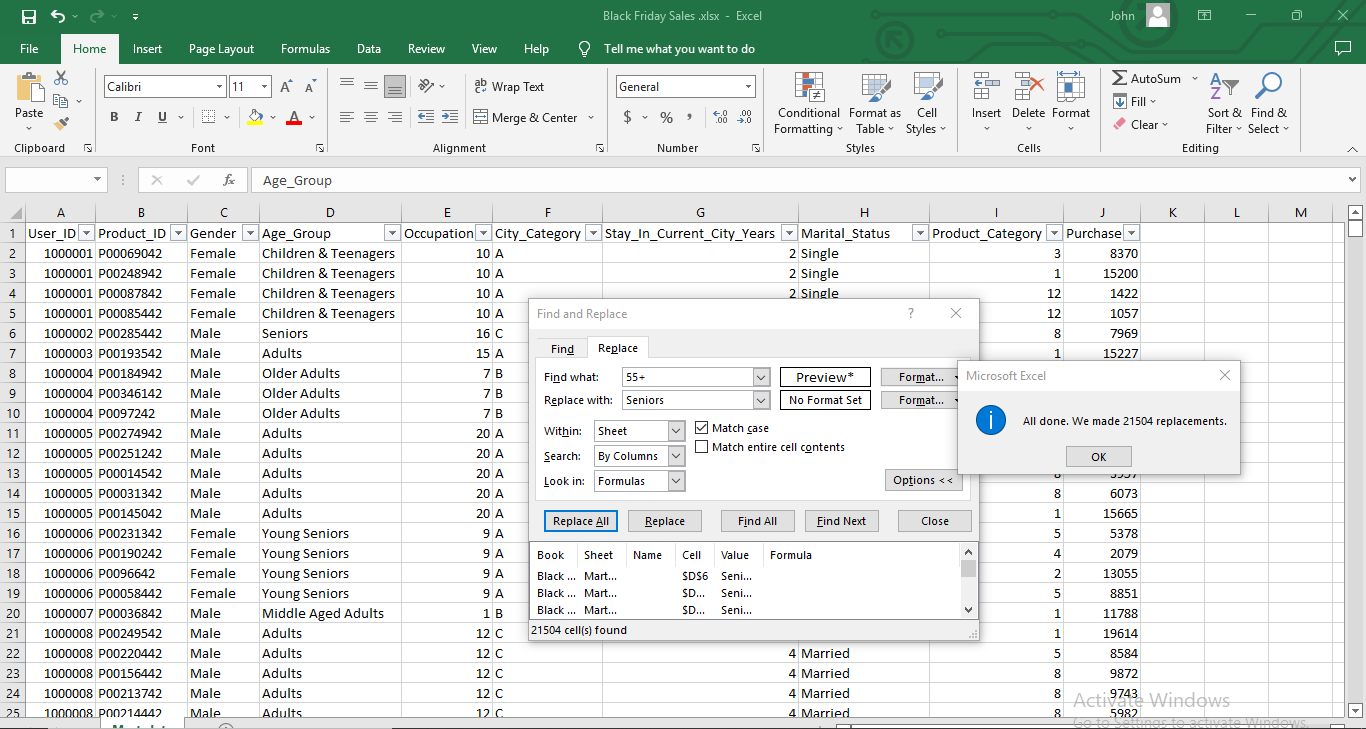 Black Friday Sales .xlsx - Excel
John
File Home Insert Page Layout Formulas Data Review View Help Tell me what you want to do
Calibri 11 Wrap Text General AutoSum
Paste Merge & Center Conditional Formatting Format as Table Cell Styles Insert Delete Format Fill Clear Sort & Filter Find & Select
Clipboard Font Alignment Number Styles Cells Editing
Age_Group
A B C D E F G H I J K L M
1 User_ID Product_ID Gender Age_Group Occupation City_Category Stay_In_Current_City_Years Marital_Status Product_Category Purchase
2 1000001 P00069042 Female Children & Teenagers 10 A 2 Single 3 8370
3 1000001 P00248942 Female Children & Teenagers 10 A 2 Single 1 15200
4 1000001 P00087842 Female Children & Teenagers 10 A 2 Single 12 1422
5 1000001 P00085442 Female Children & Teenagers 10 A 12 1057
6 1000002 P00285442 Male Seniors 16 C 8 7969
7 1000003 P00193542 Male Adults 15 A 1 15227
8 1000004 P00184942 Male Older Adults 7 B
9 1000004 P00346142 Male Older Adults 7 B
10 1000004 P0097242 Male Older Adults 7 B
11 1000005 P00274942 Male Adults 20 A
12 1000005 P00251242 Male Adults 20 A
13 1000005 P00014542 Male Adults 20 A
14 1000005 P00031342 Male Adults 20 A 8 6073
15 1000005 P00145042 Male Adults 20 A 1 15665
16 1000006 P00231342 Female Young Seniors 9 A 5 5378
17 1000006 P00190242 Female Young Seniors 9 A 4 2079
18 1000006 P0096642 Female Young Seniors 9 A 2 13055
19 1000006 P00058442 Female Young Seniors 9 A 5 8851
20 1000007 P00036842 Male Middle Aged Adults 1 B 1 11788
21 1000008 P00249542 Male Adults 12 C 1 19614
22 1000008 P00220442 Male Adults 12 C 4 Married 5 8584
23 1000008 P00156442 Male Adults 12 C 4 Married 8 9872
24 1000008 P00213742 Male Adults 12 C 4 Married 8 9743
25 1000008 P00214442 Male Adults 12 C 4 Married 8 5982
Find and Replace
Find Replace
Find what: 55+ Preview* Format...
Replace with: Seniors No Format Set Format...
Within: Sheet Match case
Search: By Columns Match entire cell contents
Look in: Formulas Options <<
Replace All Replace Find All Find Next Close
Book Sheet Name Cell Value Formula
Black ... Mart... $D$6 Seni...
Black ... Mart... $D... Seni...
Black ... Mart... $D... Seni...
21504 cell(s) found
Microsoft Excel
All done. We made 21504 replacements.
OK
Activate Windows
Go to Settings to activate Windows.